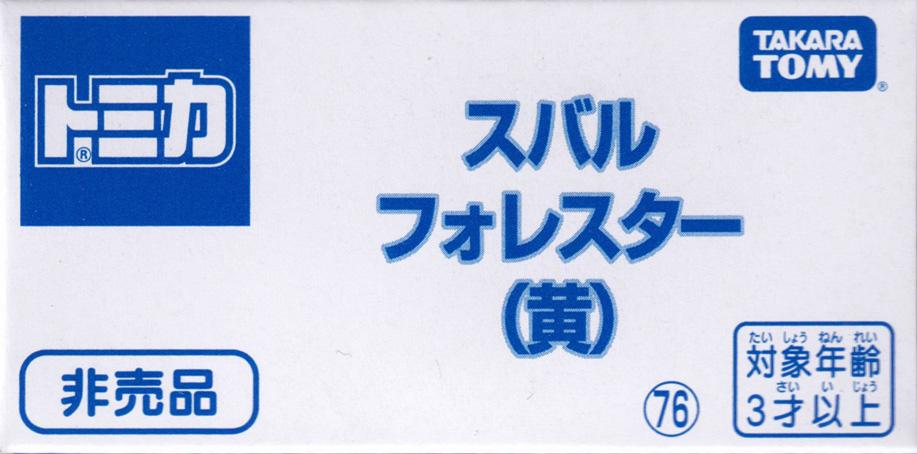 トミカ®
TAKARA
TOMY®
スバル
フォレスター
(黄)
非売品
76
たいしょうねんれい
対象年齢
さいいじょう
3才以上